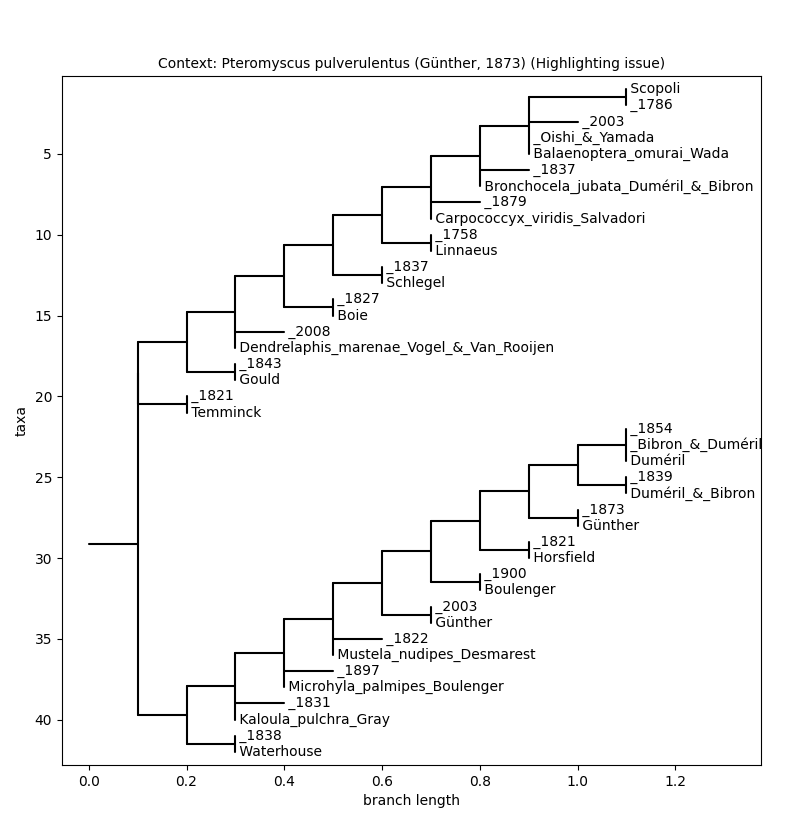 Context: Pteromyscus pulverulentus (Günther, 1873) (Highlighting issue)
Scopoli
_1786
_2003
_Oishi_&_Yamada
Balaenoptera_omurai_Wada
_1837
Bronchocela_jubata_Duméril_&_Bibron
_1879
Carpococcyx_viridis_Salvadori
_1758
Linnaeus
_1837
Schlegel
_1827
Boie
_2008
Dendrelaphis_marenae_Vogel_&_Van_Rooijen
_1843
Gould
_1821
Temminck
_1854
_Bibron_&_Duméril
Duméril
_1839
Duméril_&_Bibron
_1873
Günther
_1821
Horsfield
_1900
Boulenger
_2003
Günther
_1822
Mustela_nudipes_Desmarest
_1897
Microhyla_palmipes_Boulenger
_1831
Kaloula_pulchra_Gray
_1838
Waterhouse
taxa
5
10
15
20
25
30
35
40
0.0 0.2 0.4 0.6 0.8 1.0 1.2
branch length